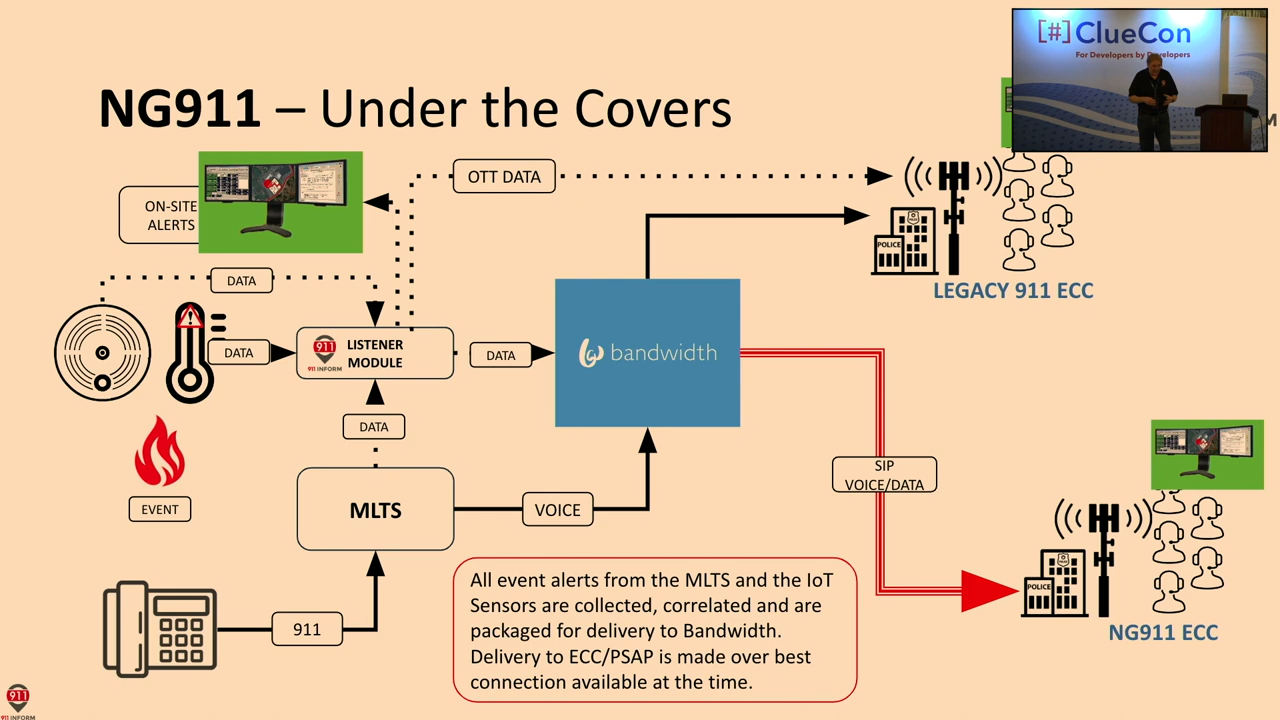 [#]ClueCon
For Developers by Developers
NG911 – Under the Covers
OTT DATA
ON-SITE
ALERTS
POLICE
LEGACY 911 ECC
DATA
DATA
911
911 INFORM
LISTENER
MODULE
DATA
bandwidth
DATA
EVENT
MLTS
VOICE
SIP
VOICE/DATA
911
All event alerts from the MLTS and the IoT
Sensors are collected, correlated and are
packaged for delivery to Bandwidth.
Delivery to ECC/PSAP is made over best
connection available at the time.
POLICE
NG911 ECC
911
911 INFORM